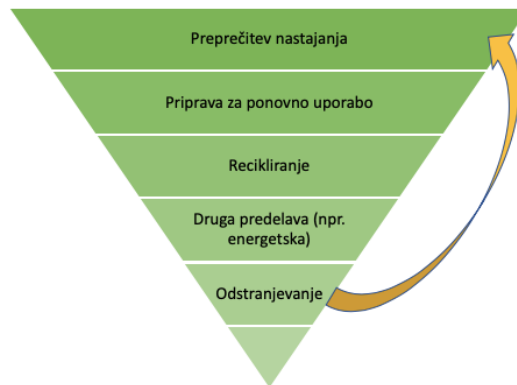 Preprečitev nastajanja
Priprava za ponovno uporabo
Recikliranje
Druga predelava (npr.
energetska)
Odstranjevanje